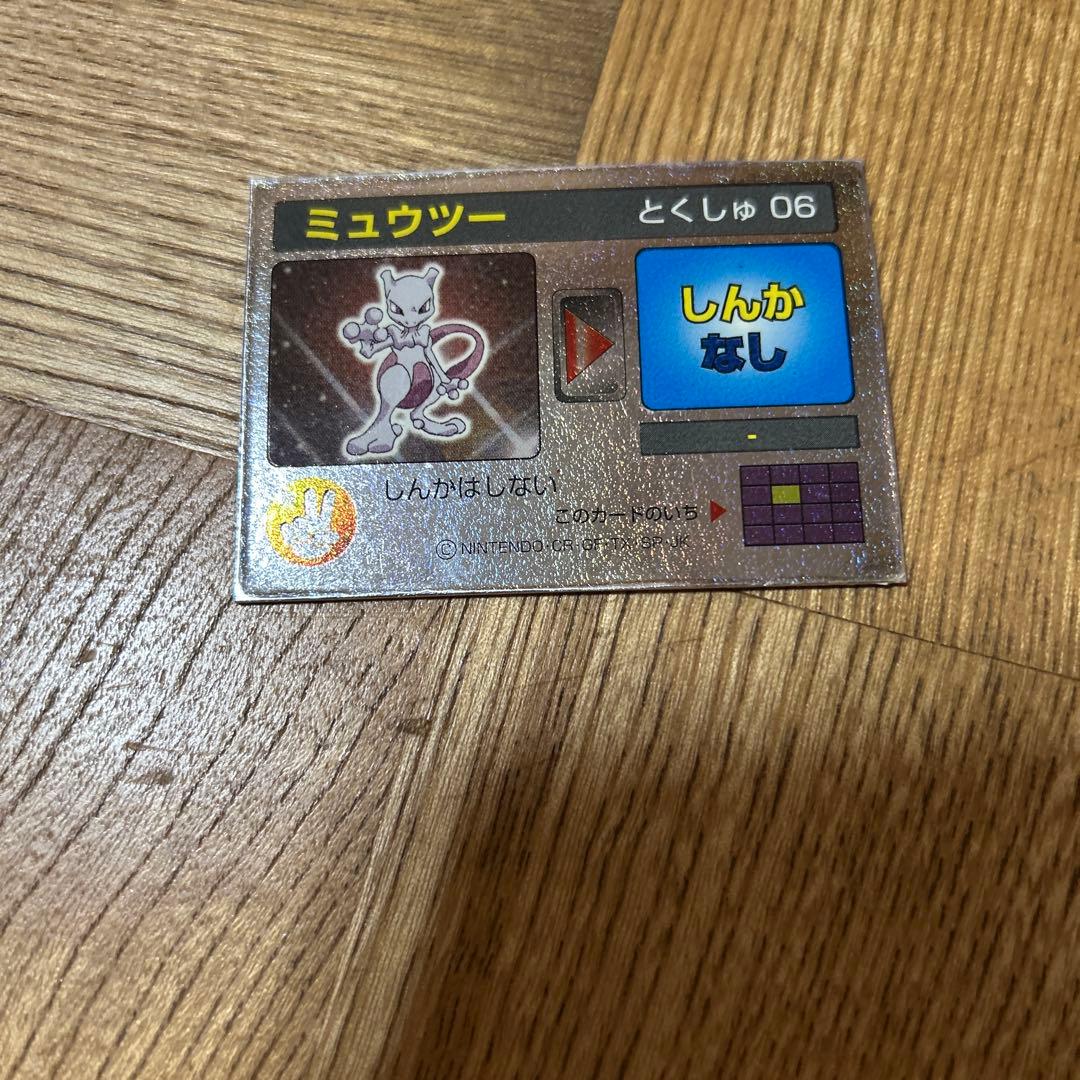 ミュウツー
とくしゅ 06
しんか
なし
-
しんかはしない
このカードのいち
© NINTENDO・CR・GF・TX・SP・JK